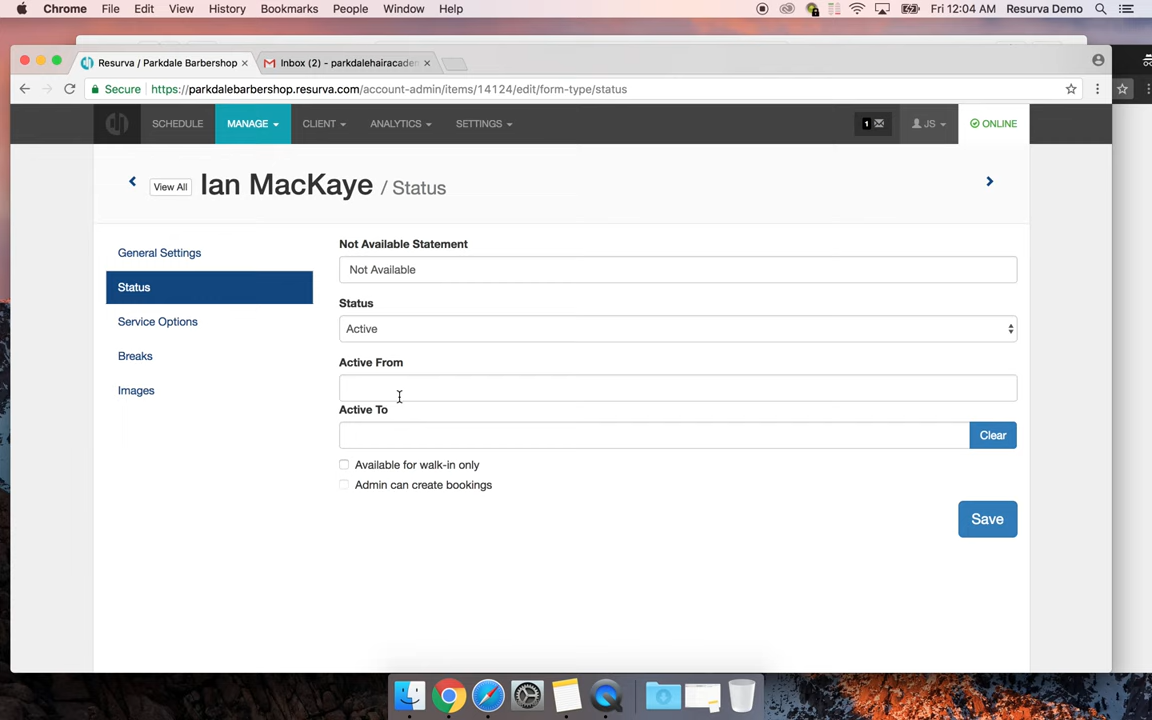 Chrome File Edit View History Bookmarks People Window Help Fri 12:04 AM Resurva Demo
Resurva / Parkdale Barbershop × Inbox (2) - parkdalehairacadem ×
Secure https://parkdalebarbershop.resurva.com/account-admin/items/14124/edit/form-type/status
SCHEDULE MANAGE CLIENT ANALYTICS SETTINGS 1 JS ONLINE
View All Ian MacKaye / Status
General Settings
Status
Service Options
Breaks
Images
Not Available Statement
Not Available
Status
Active
Active From
Active To
Clear
Available for walk-in only
Admin can create bookings
Save